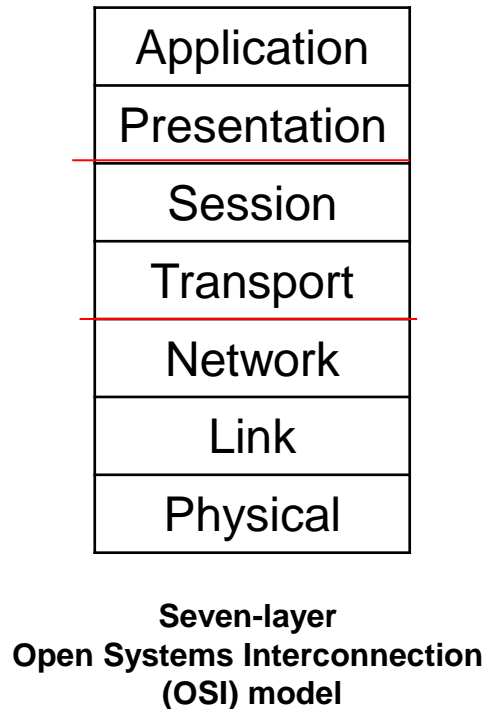 Application
Presentation
Session
Transport
Network
Link
Physical
Seven-layer
Open Systems Interconnection
(OSI) model